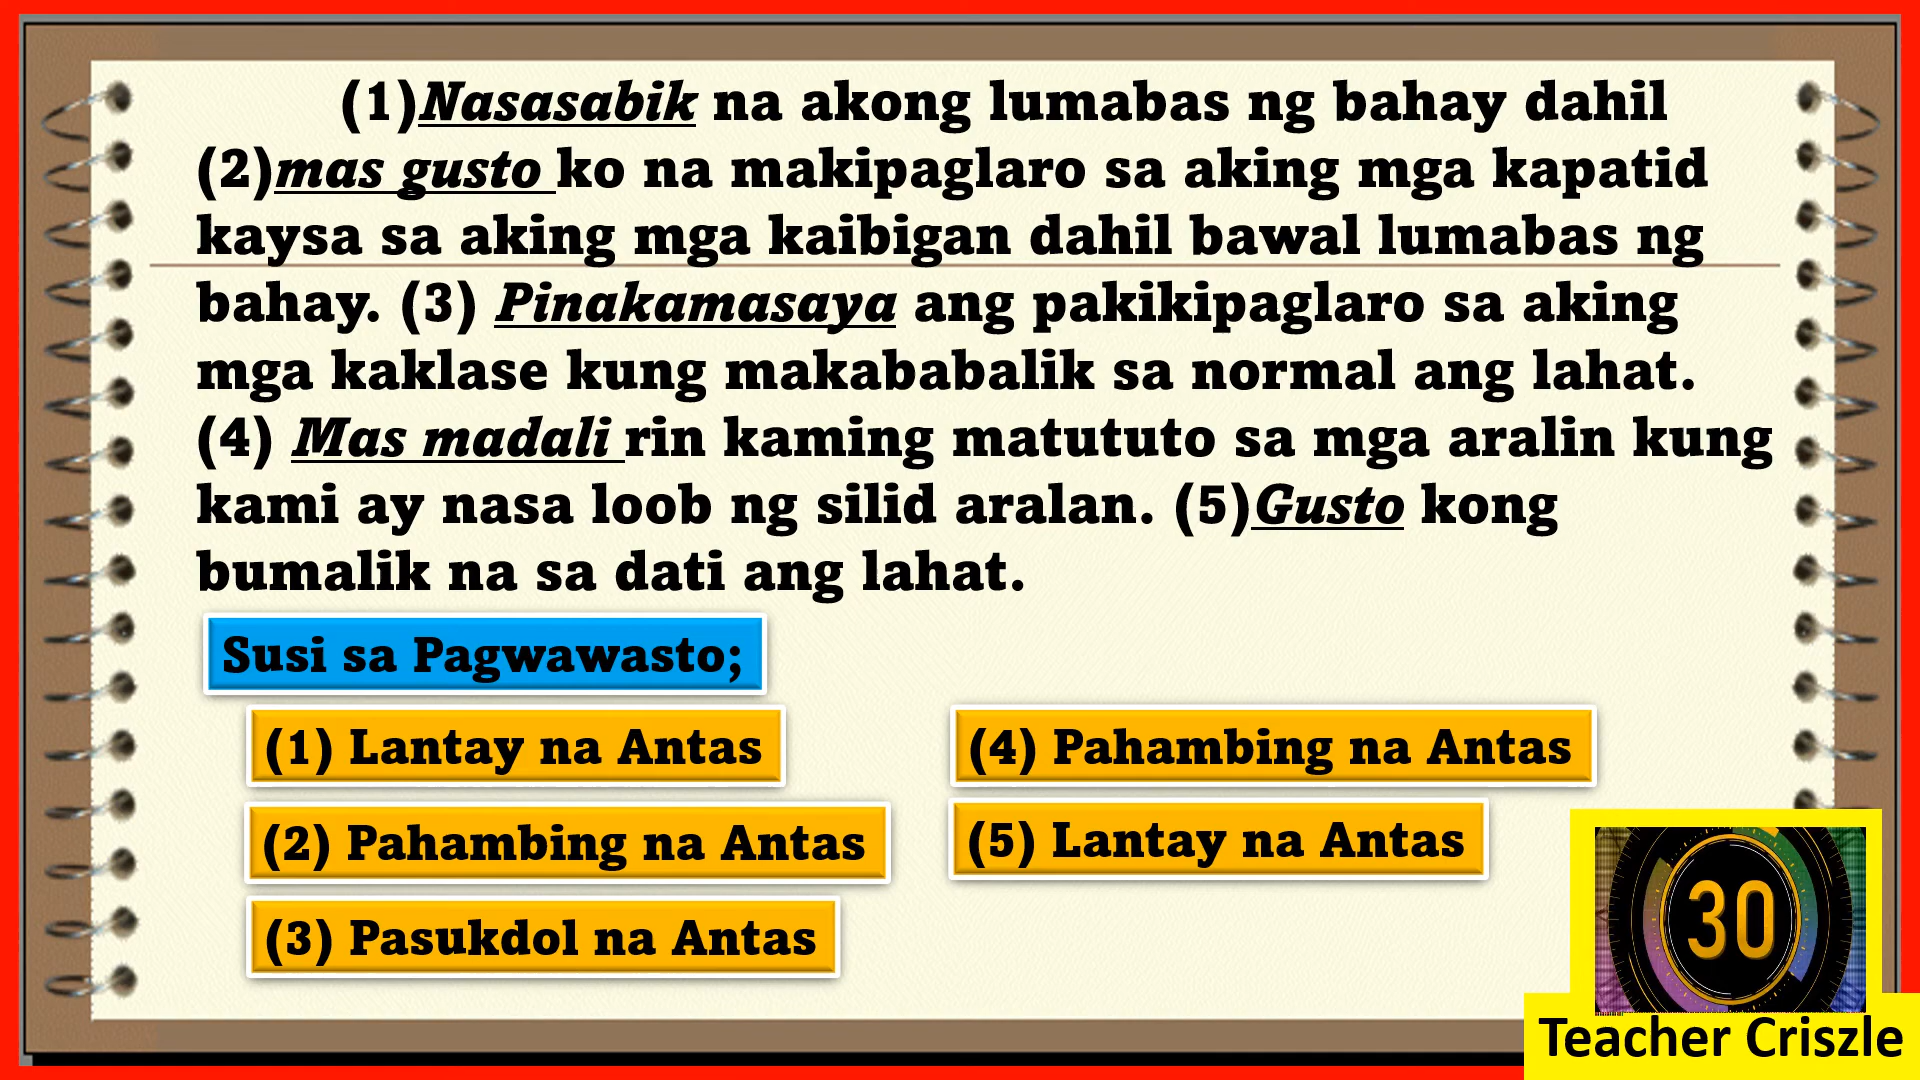 (1)Nasasabik na akong lumabas ng bahay dahil
(2)mas gusto ko na makipaglaro sa aking mga kapatid
kaysa sa aking mga kaibigan dahil bawal lumabas ng
bahay. (3) Pinakamasaya ang pakikipaglaro sa aking
mga kaklase kung makababalik sa normal ang lahat.
(4) Mas madali rin kaming matututo sa mga aralin kung
kami ay nasa loob ng silid aralan. (5)Gusto kong
bumalik na sa dati ang lahat.
Susi sa Pagwawasto;
(1) Lantay na Antas
(2) Pahambing na Antas
(3) Pasukdol na Antas
(4) Pahambing na Antas
(5) Lantay na Antas
30
Teacher Criszle